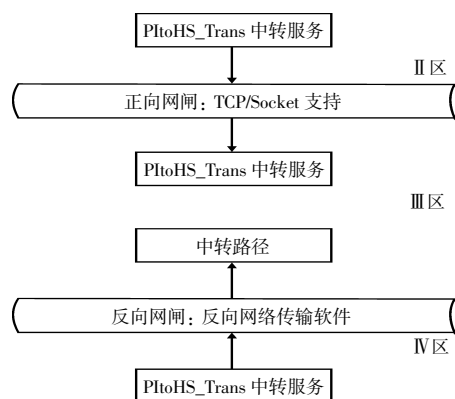 PItoHS_Trans 中转服务
Ⅱ区
正向网闸：TCP/Socket 支持
PItoHS_Trans 中转服务
Ⅲ区
中转路径
反向网闸：反向网络传输软件
Ⅳ区
PItoHS_Trans 中转服务